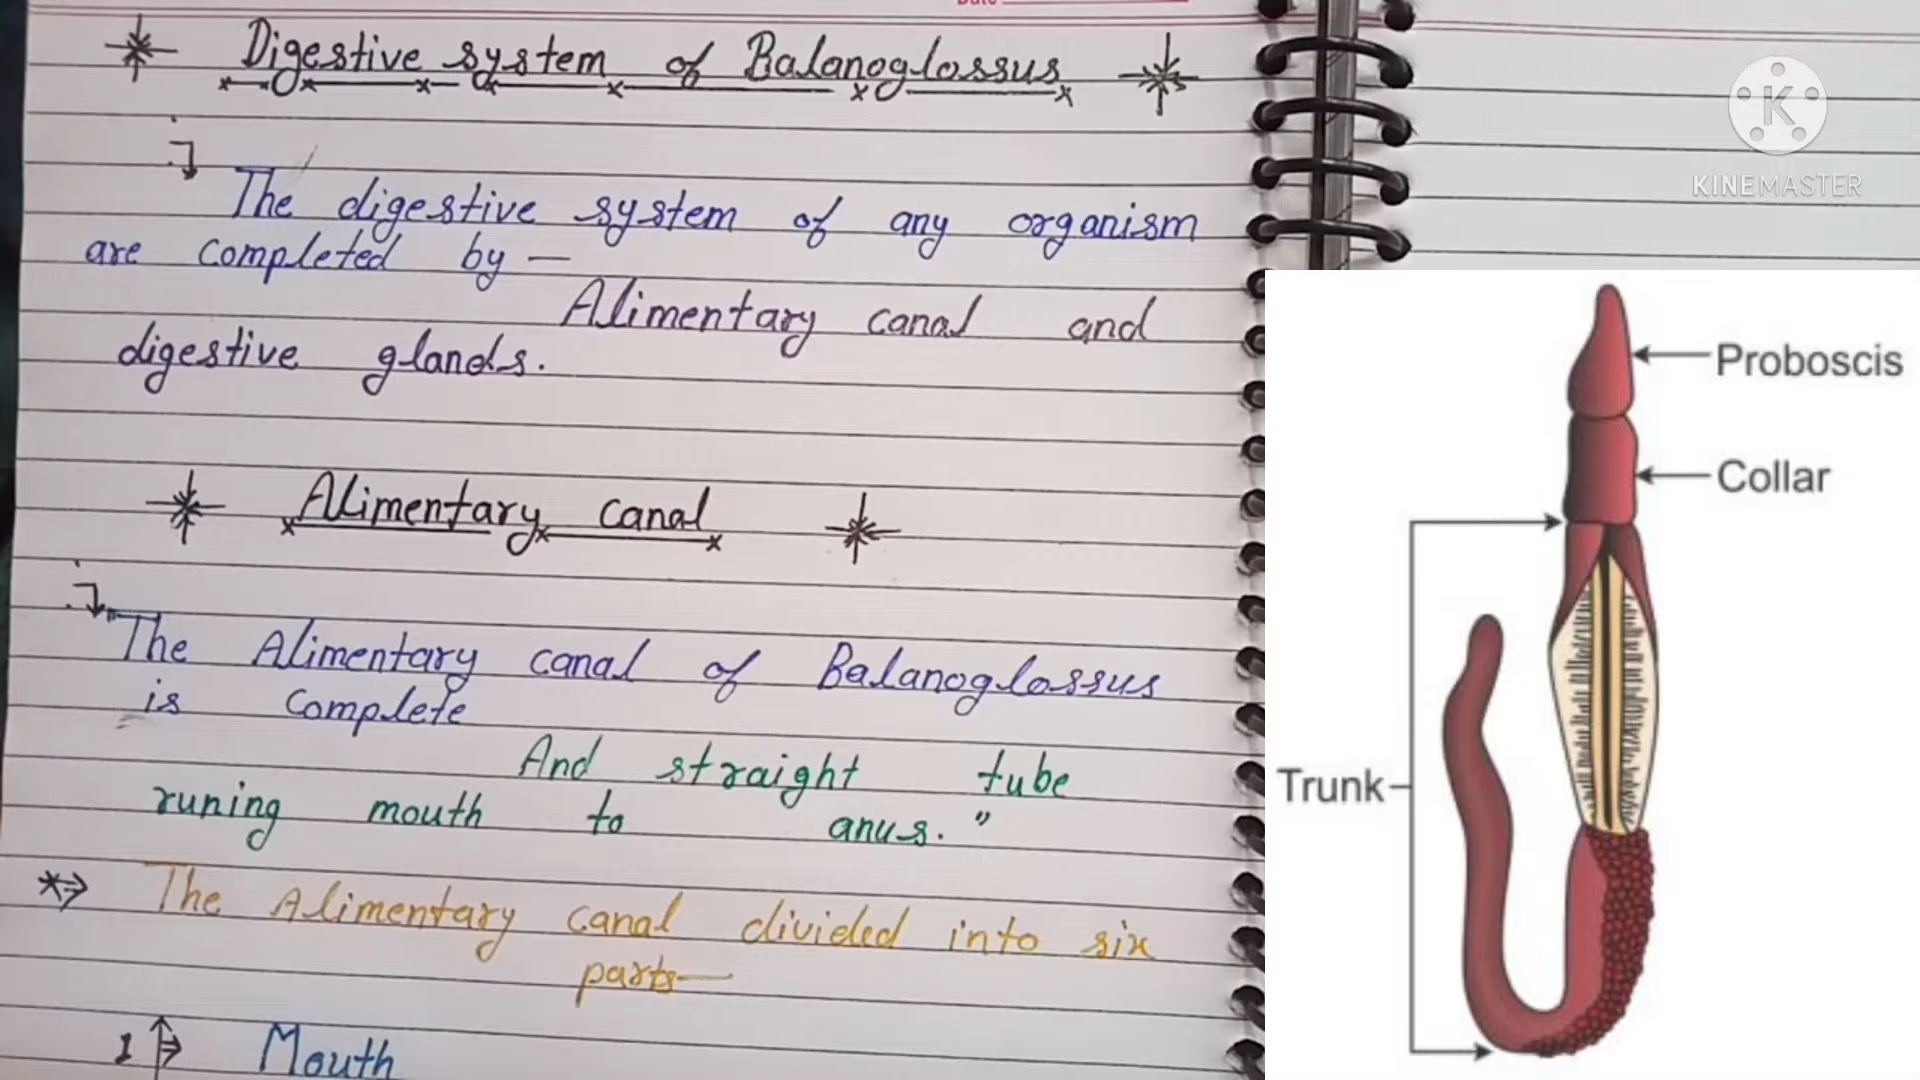 Digestive system of Balanoglossus
The digestive system of any organism
are completed by —
Alimentary canal and
digestive glands.
Alimentary canal
The Alimentary canal of Balanoglossus
is complete
And straight tube
runing mouth to anus."
The Alimentary canal divided into six
parts—
1 Mouth
KINEMASTER
Proboscis
Collar
Trunk